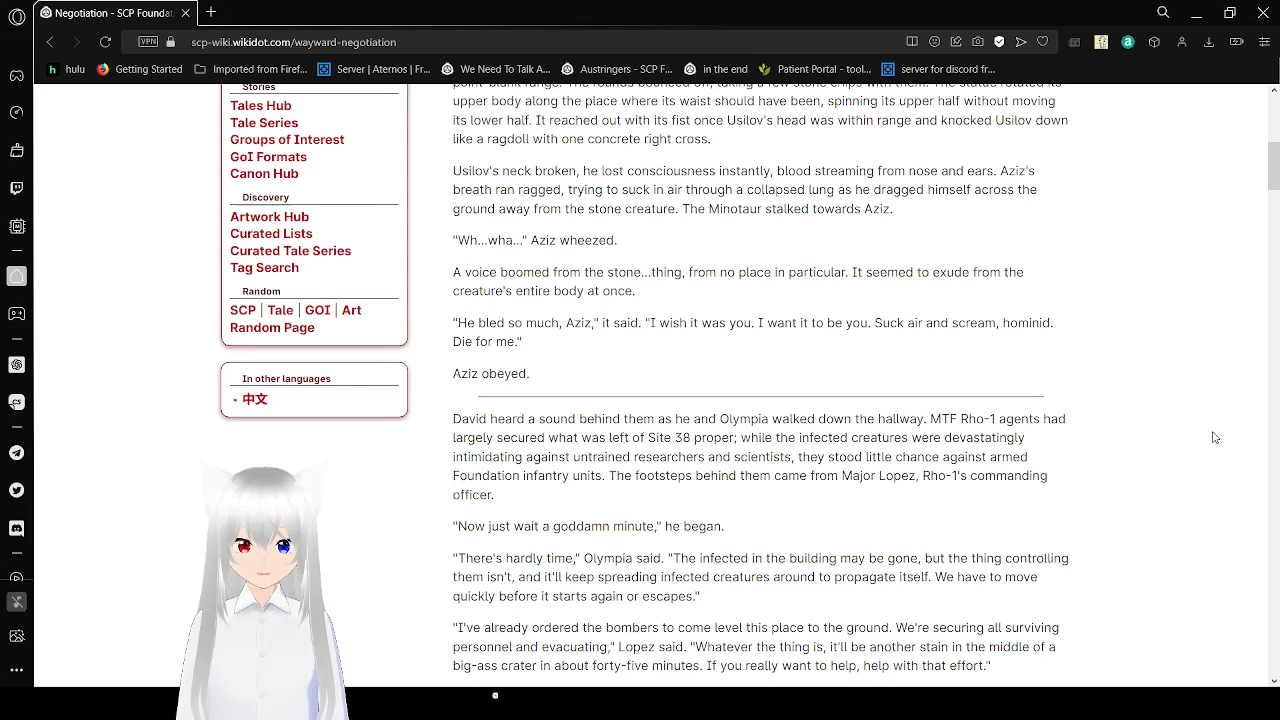 Negotiation - SCP Foundat
scp-wiki.wikidot.com/wayward-negotiation
VPN
hulu
Getting Started
Imported from Firef...
Server | Aternos | Fr...
We Need To Talk A...
Austringers - SCP F...
in the end
Patient Portal - tool...
server for discord fr...
Stories
Tales Hub
Tale Series
Groups of Interest
GoI Formats
Canon Hub
Discovery
Artwork Hub
Curated Lists
Curated Tale Series
Tag Search
Random
SCP | Tale | GOI | Art
Random Page
In other languages
中文
point-blank range. The rounds bounced off, taking a few stone chips with them. The statue rotated its
upper body along the place where its waist should have been, spinning its upper half without moving
its lower half. It reached out with its fist once Usilov's head was within range and knocked Usilov down
like a ragdoll with one concrete right cross.
Usilov's neck broken, he lost consciousness instantly, blood streaming from nose and ears. Aziz's
breath ran ragged, trying to suck in air through a collapsed lung as he dragged himself across the
ground away from the stone creature. The Minotaur stalked towards Aziz.
"Wh...wha..." Aziz wheezed.
A voice boomed from the stone...thing, from no place in particular. It seemed to exude from the
creature's entire body at once.
"He bled so much, Aziz," it said. "I wish it was you. I want it to be you. Suck air and scream, hominid.
Die for me."
Aziz obeyed.
David heard a sound behind them as he and Olympia walked down the hallway. MTF Rho-1 agents had
largely secured what was left of Site 38 proper; while the infected creatures were devastatingly
intimidating against untrained researchers and scientists, they stood little chance against armed
Foundation infantry units. The footsteps behind them came from Major Lopez, Rho-1's commanding
officer.
"Now just wait a goddamn minute," he began.
"There's hardly time," Olympia said. "The infected in the building may be gone, but the thing controlling
them isn't, and it'll keep spreading infected creatures around to propagate itself. We have to move
quickly before it starts again or escapes."
"I've already ordered the bombers to come level this place to the ground. We're securing all surviving
personnel and evacuating," Lopez said. "Whatever the thing is, it'll be another stain in the middle of a
big-ass crater in about forty-five minutes. If you really want to help, help with that effort."